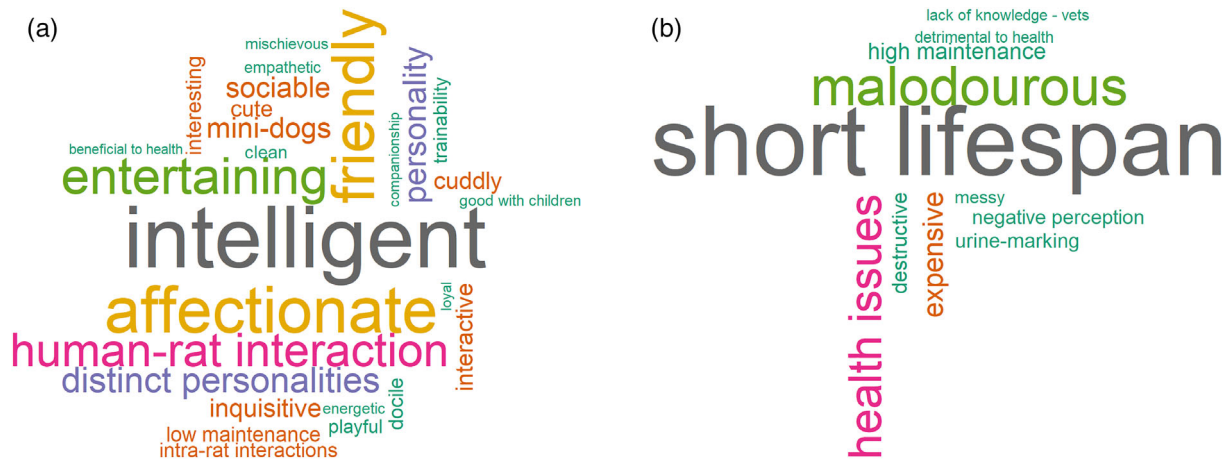 (a)
mischievous
friendly
empathetic
personality
interesting
sociable
trainability
cute
mini-dogs
companionship
beneficial to health
clean
entertaining
cuddly
good with children
intelligent
affectionate
loyal
interactive
human-rat interaction
distinct personalities
docile
inquisitive
energetic
playful
low maintenance
intra-rat interactions
(b)
lack of knowledge - vets
detrimental to health
high maintenance
malodourous
short lifespan
health issues
destructive
expensive
messy
negative perception
urine-marking